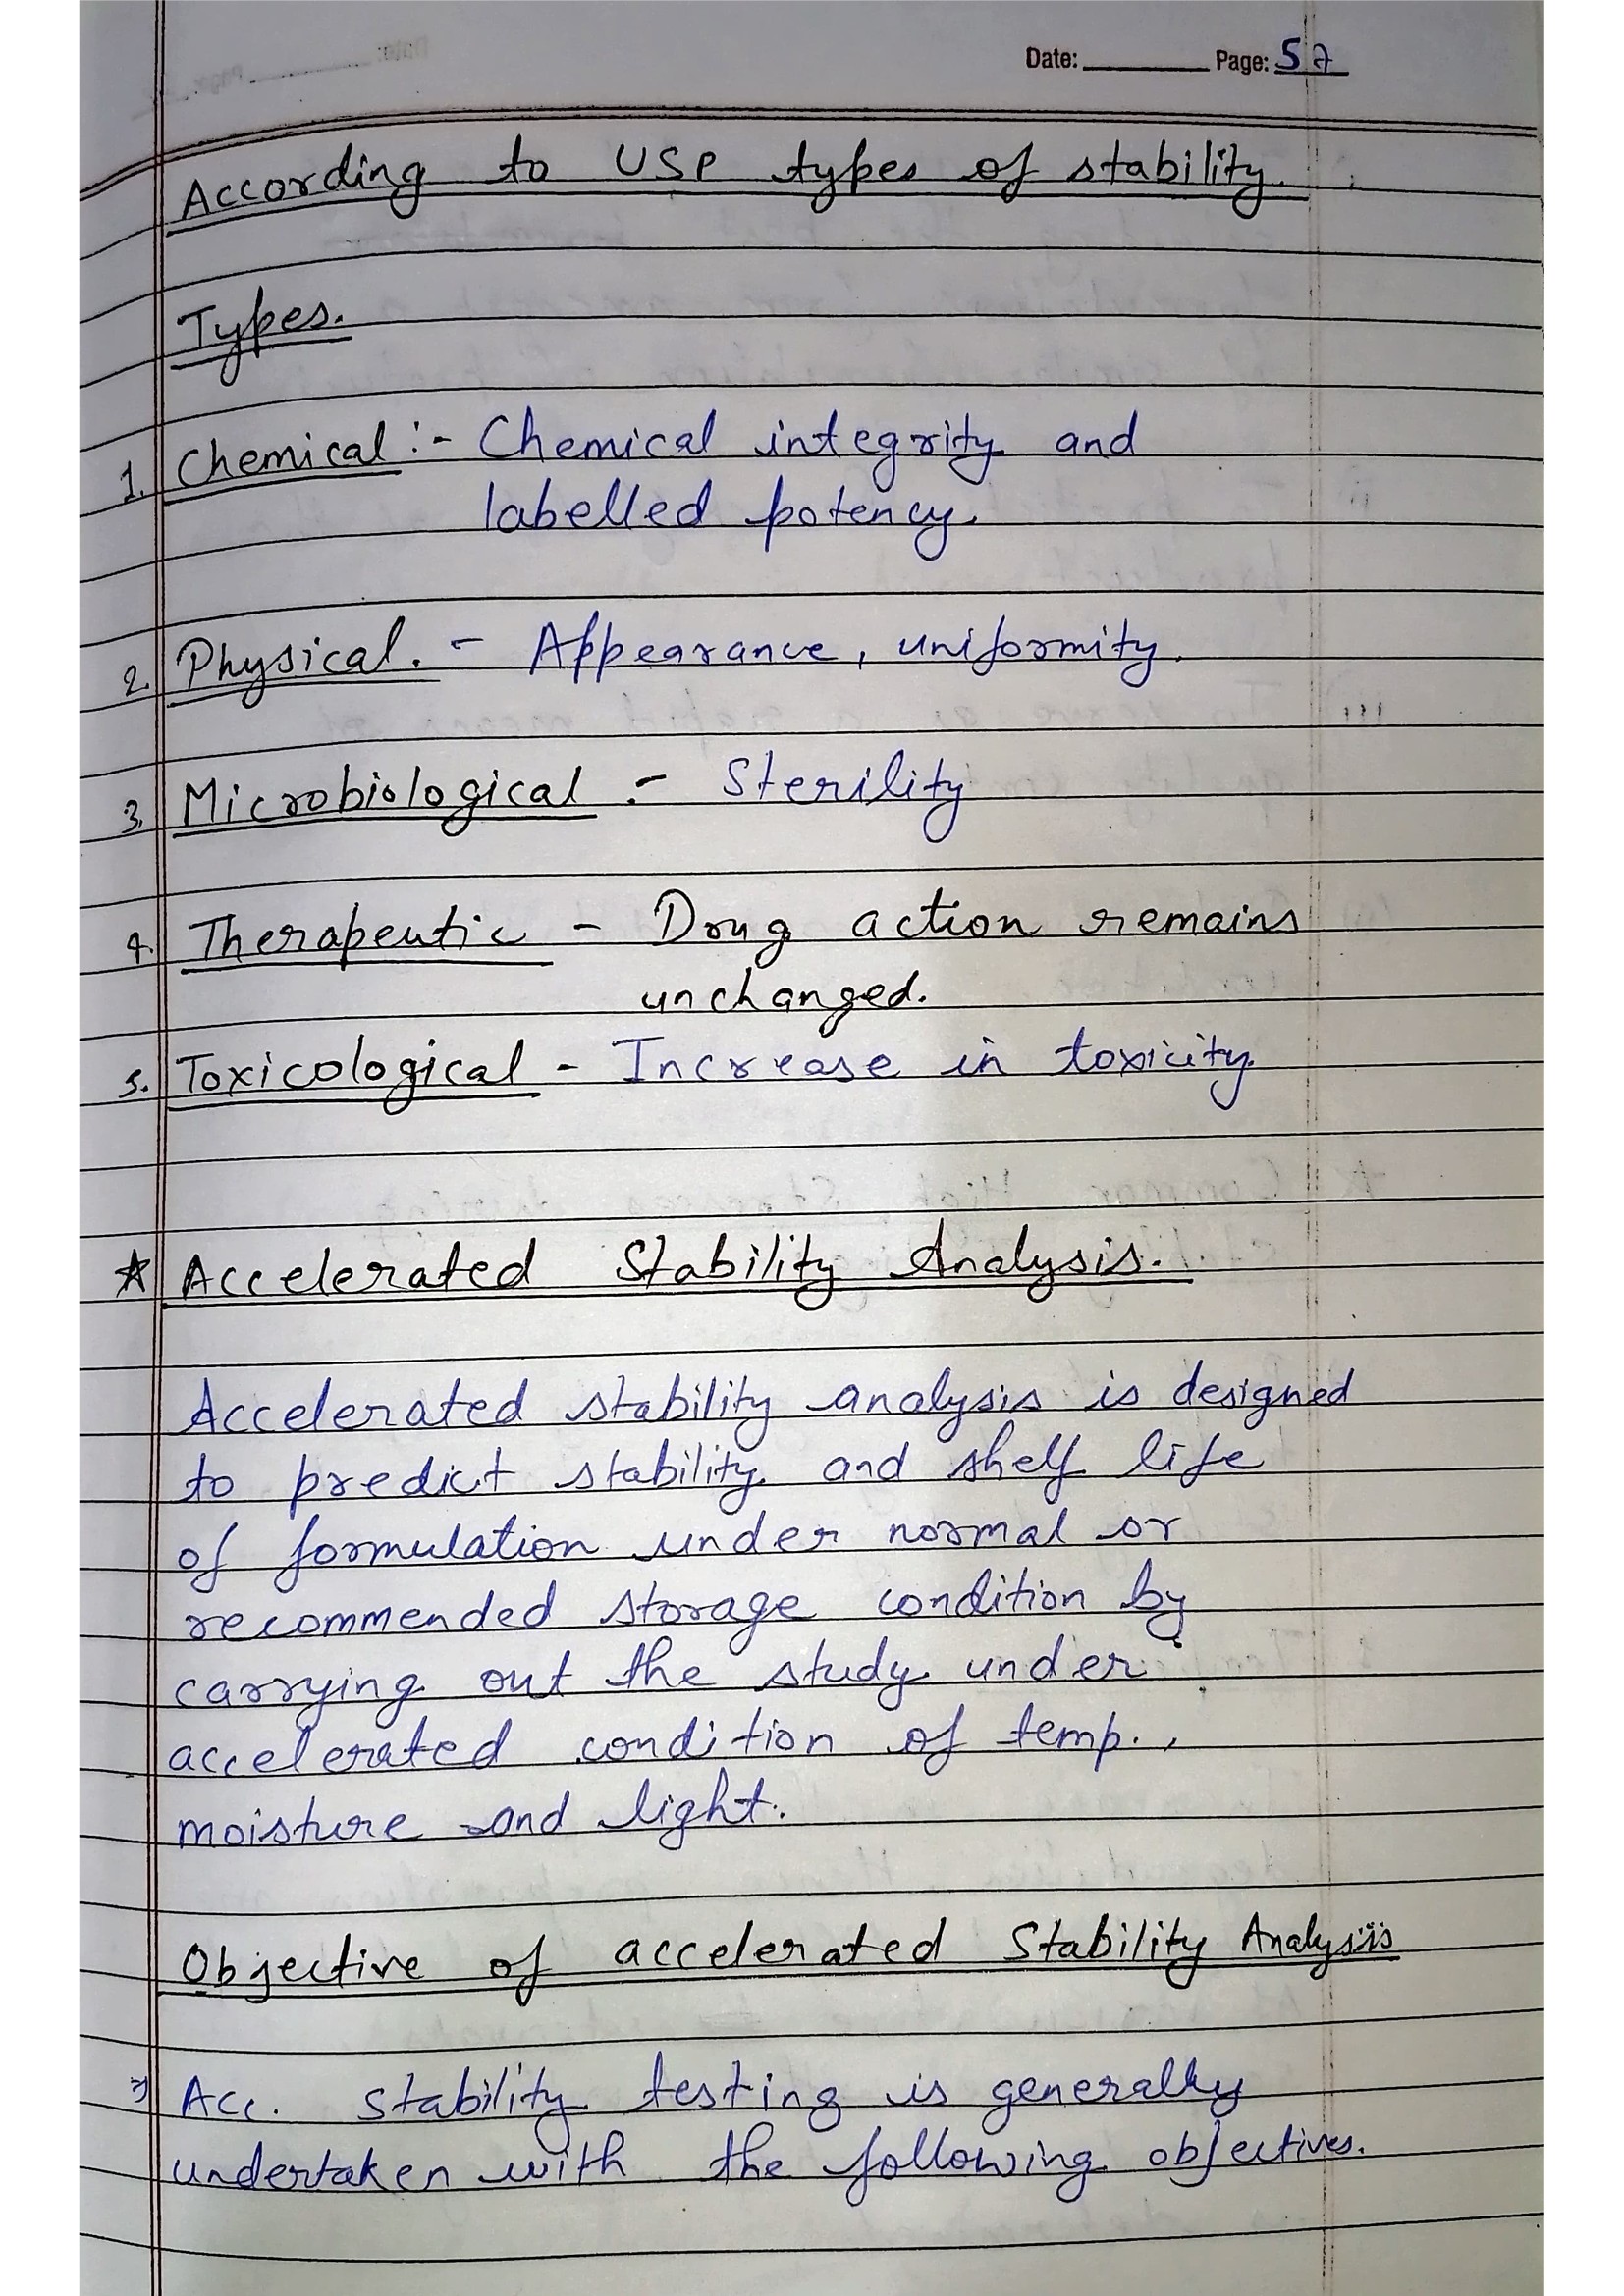 Date: Page: 57
According to USP types of stability.
Types.
1. Chemical :- Chemical integrity and
labelled potency.
2. Physical. - Appearance, uniformity.
3. Microbiological :- Sterility
4. Therapeutic - Drug action remains
unchanged.
5. Toxicological - Increase in toxicity.
☆ Accelerated Stability Analysis.
Accelerated stability analysis is designed
to predict stability and shelf life
of formulation under normal or
recommended storage condition by
carrying out the study under
accelerated condition of temp.,
moisture and light.
Objective of accelerated Stability Analysis
⇒ Acc. stability testing is generally
undertaken with the following objectives.